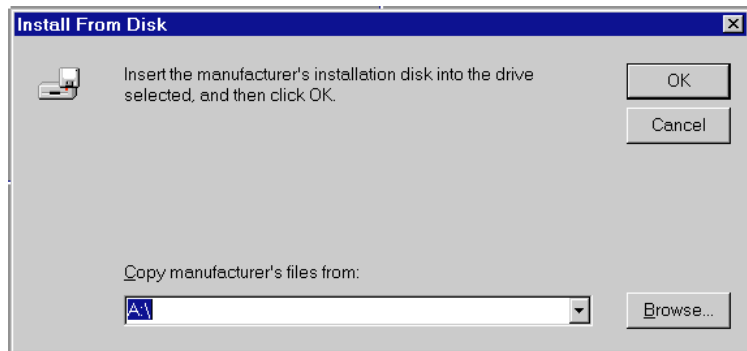 Install From Disk
Insert the manufacturer's installation disk into the drive
selected, and then click OK.
OK
Cancel
Copy manufacturer's files from:
A:\
Browse...